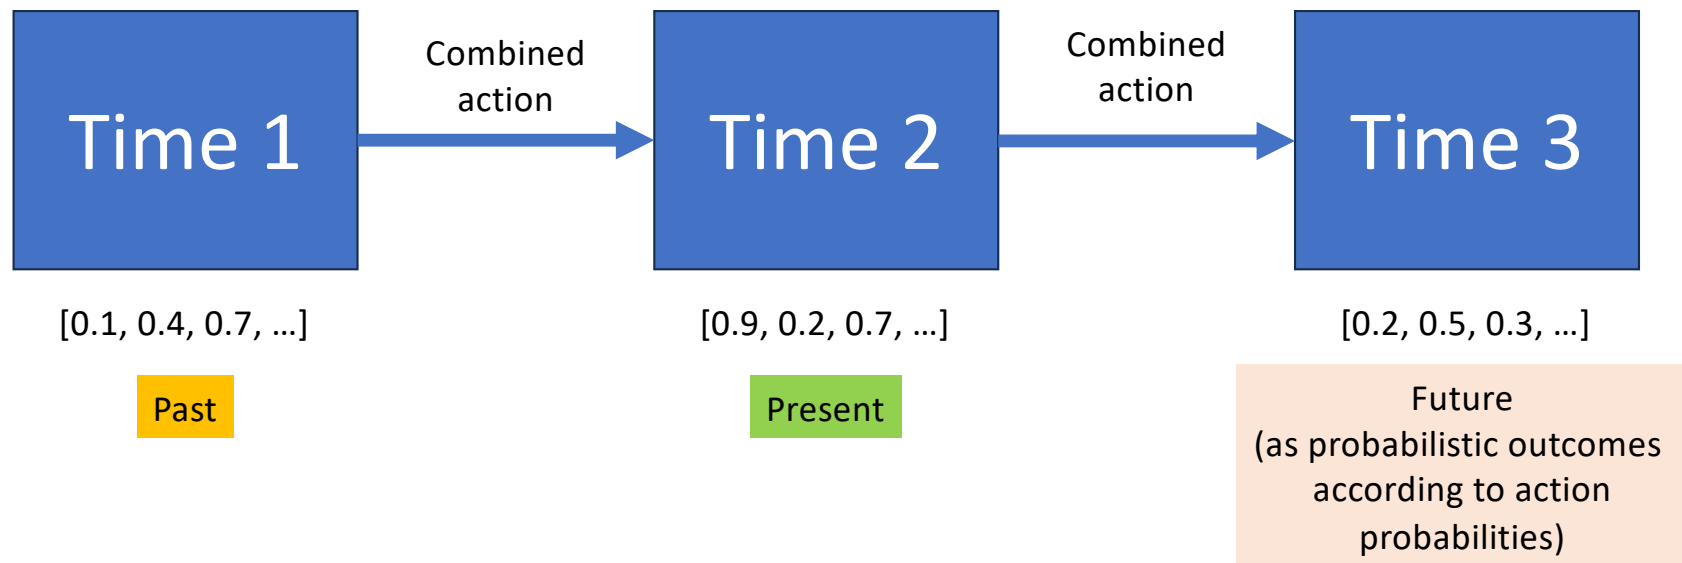 Time 1
Combined
action
Time 2
Combined
action
Time 3
[0.1, 0.4, 0.7, …]
[0.9, 0.2, 0.7, …]
[0.2, 0.5, 0.3, …]
Past
Present
Future
(as probabilistic outcomes
according to action
probabilities)